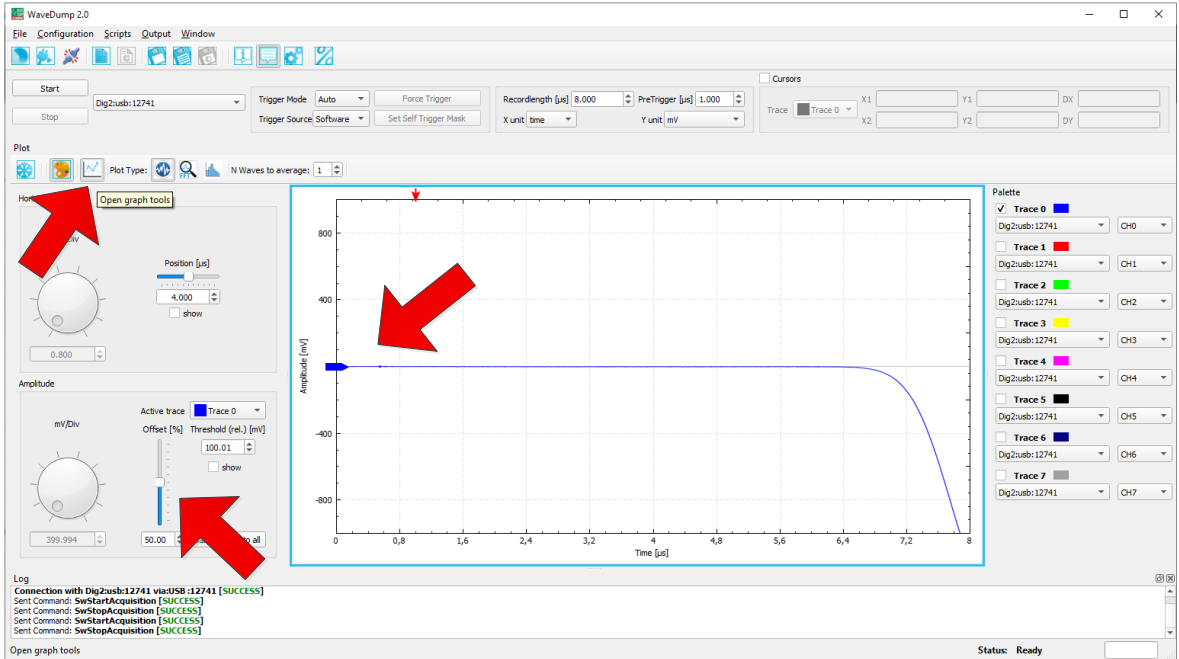 WaveDump 2.0
File Configuration Scripts Output Window
Start
Stop
Dig2:usb:12741
Trigger Mode Auto Force Trigger
Trigger Source Software Set Self Trigger Mask
Recordlength [µs] 8.000 PreTrigger [µs] 1.000
X unit time Y unit mV
Cursors
Trace Trace 0
X1 Y1 DX
X2 Y2 DY
Plot
Plot Type: FFT N Waves to average: 1
Open graph tools
Position [µs]
4.000
show
0.800
Amplitude
Active trace Trace 0
mV/Div
Offset [%] Threshold (rel.) [mV]
100.01
show
399.994
50.00 to all
Amplitude [mV]
800
400
0
-400
-800
0 0,8 1,6 2,4 3,2 4 4,8 5,6 6,4 7,2 8
Time [µs]
Palette
Trace 0
Dig2:usb:12741 CH0
Trace 1
Dig2:usb:12741 CH1
Trace 2
Dig2:usb:12741 CH2
Trace 3
Dig2:usb:12741 CH3
Trace 4
Dig2:usb:12741 CH4
Trace 5
Dig2:usb:12741 CH5
Trace 6
Dig2:usb:12741 CH6
Trace 7
Dig2:usb:12741 CH7
Log
Connection with Dig2:usb:12741 via:USB :12741 [SUCCESS]
Sent Command: SwStartAcquisition [SUCCESS]
Sent Command: SwStopAcquisition [SUCCESS]
Sent Command: SwStartAcquisition [SUCCESS]
Sent Command: SwStopAcquisition [SUCCESS]
Open graph tools
Status: Ready